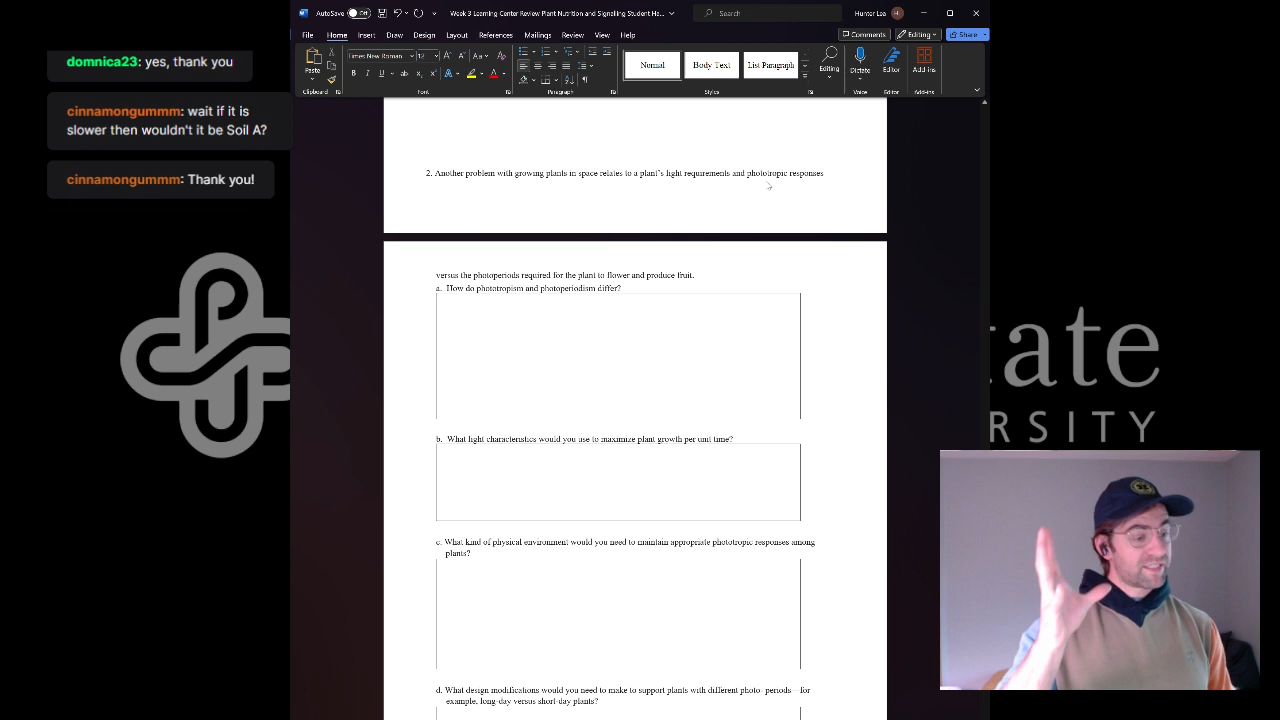 domnica23: yes, thank you
cinnamongummm: wait if it is
slower then wouldn't it be Soil A?
cinnamongummm: Thank you!
AutoSave Off
Week 3 Learning Center Review Plant Nutrition and Signalling Student Ha...
Search
Hunter Lee
HL
File Home Insert Draw Design Layout References Mailings Review View Help
Comments Editing Share
Paste
Times New Roman 12
Normal Body Text List Paragraph
Editing Dictate Editor Add-ins
Clipboard Font Paragraph Styles Voice Editor Add-ins
2. Another problem with growing plants in space relates to a plant's light requirements and phototropic responses
versus the photoperiods required for the plant to flower and produce fruit.
a. How do phototropism and photoperiodism differ?
b. What light characteristics would you use to maximize plant growth per unit time?
c. What kind of physical environment would you need to maintain appropriate phototropic responses among
plants?
d. What design modifications would you need to make to support plants with different photo- periods—for
example, long-day versus short-day plants?
tate
RSITY